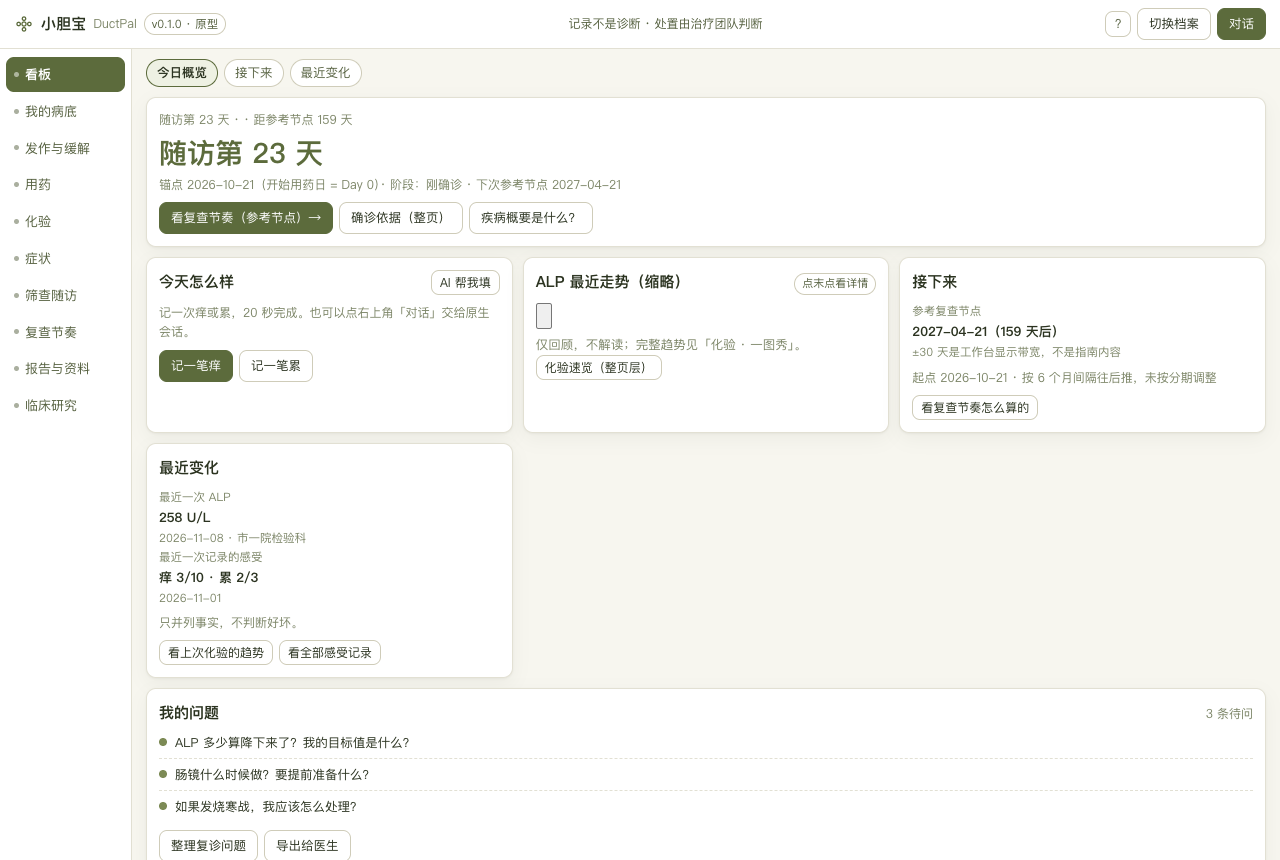 小胆宝 DuctPal v0.1.0 · 原型
记录不是诊断 · 处置由治疗团队判断
? 切换档案 对话
看板
我的病底
发作与缓解
用药
化验
症状
筛查随访
复查节奏
报告与资料
临床研究
今日概览 接下来 最近变化
随访第 23 天 · · 距参考节点 159 天
随访第 23 天
锚点 2026-10-21（开始用药日 = Day 0）· 阶段：刚确诊 · 下次参考节点 2027-04-21
看复查节奏（参考节点）→ 确诊依据（整页） 疾病概要是什么？
今天怎么样 AI 帮我填
记一次痒或累，20 秒完成。也可以点右上角「对话」交给原生
会话。
记一笔痒 记一笔累
ALP 最近走势（缩略） 点末点看详情
仅回顾，不解读；完整趋势见「化验 · 一图秀」。
化验速览（整页层）
接下来
参考复查节点
2027-04-21（159 天后）
±30 天是工作台显示带宽，不是指南内容
起点 2026-10-21 · 按 6 个月间隔往后推，未按分期调整
看复查节奏怎么算的
最近变化
最近一次 ALP
258 U/L
2026-11-08 · 市一院检验科
最近一次记录的感受
痒 3/10 · 累 2/3
2026-11-01
只并列事实，不判断好坏。
看上次化验的趋势 看全部感受记录
我的问题 3 条待问
ALP 多少算降下来了？我的目标值是什么？
肠镜什么时候做？要提前准备什么？
如果发烧寒战，我应该怎么处理？
整理复诊问题 导出给医生